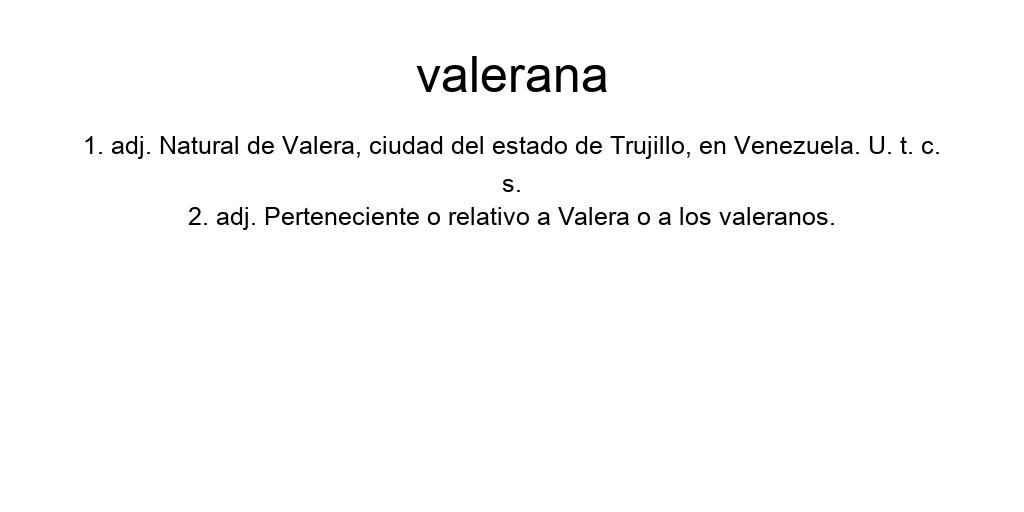 valerana
1. adj. Natural de Valera, ciudad del estado de Trujillo, en Venezuela. U. t. c.
s.
2. adj. Perteneciente o relativo a Valera o a los valeranos.